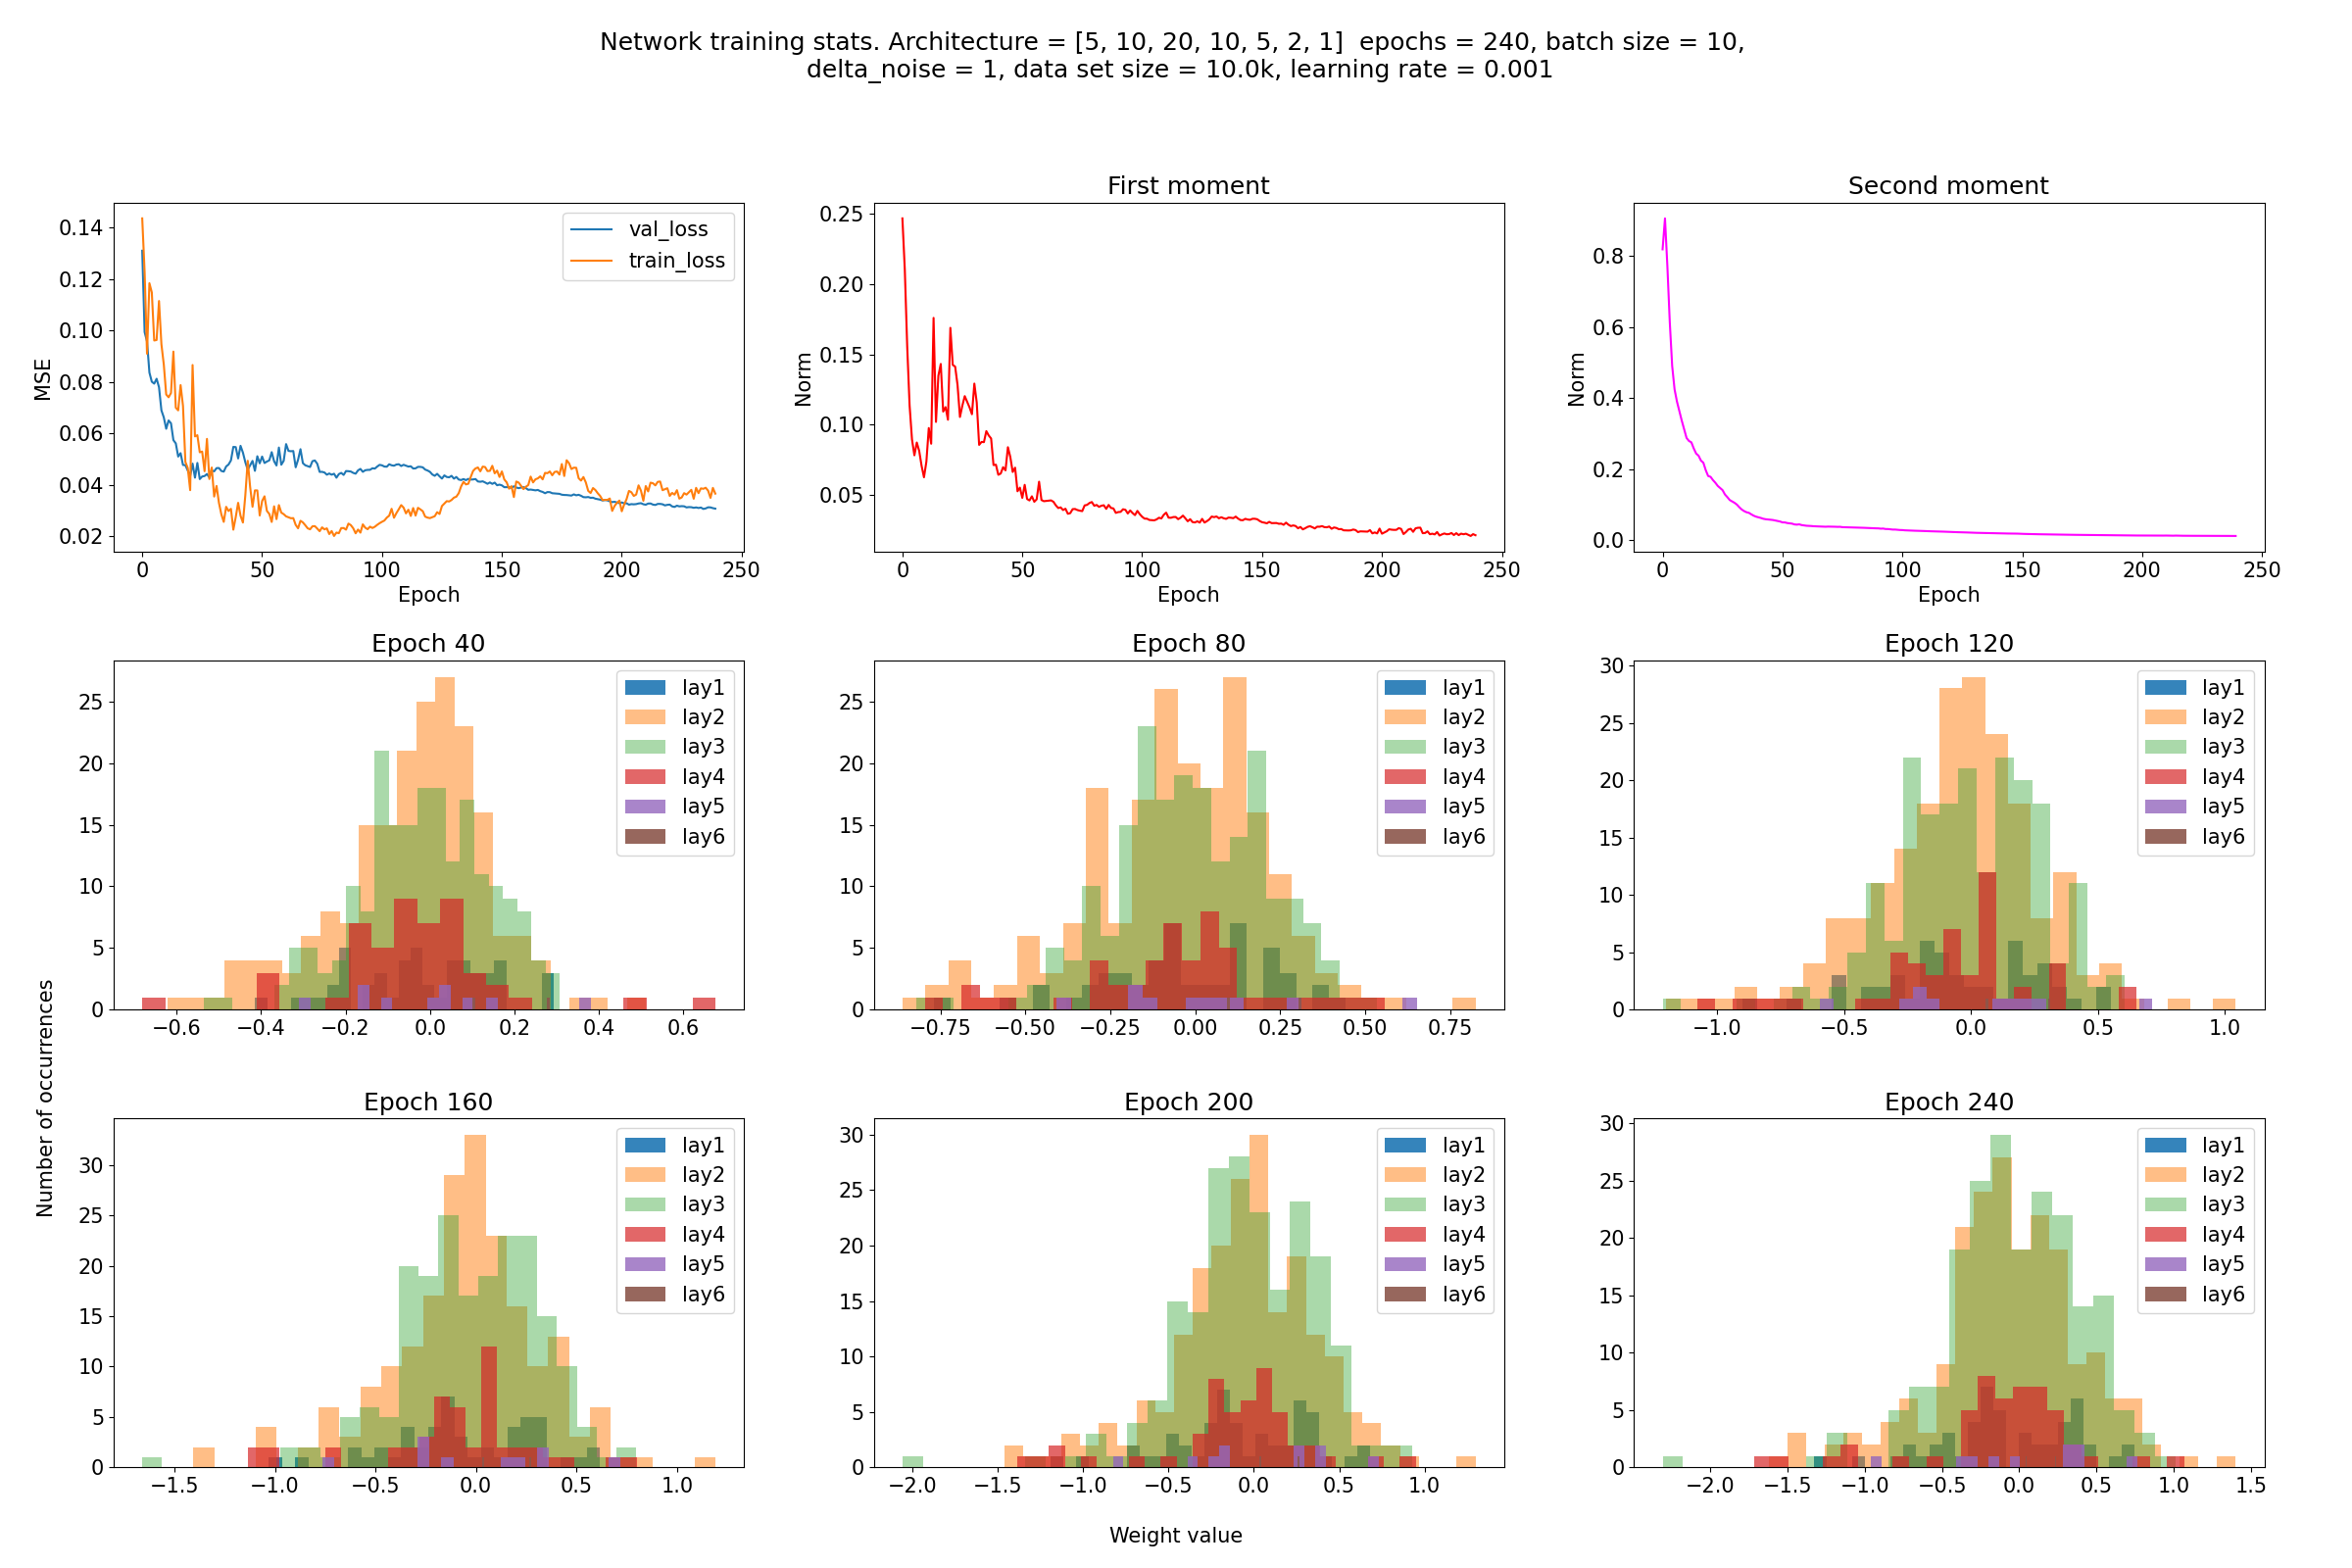 Network training stats. Architecture = [5, 10, 20, 10, 5, 2, 1]  epochs = 240, batch size = 10,
delta_noise = 1, data set size = 10.0k, learning rate = 0.001
MSE
0.14
0.12
0.10
0.08
0.06
0.04
0.02
val_loss
train_loss
0 50 100 150 200 250
Epoch
First moment
Norm
0.25
0.20
0.15
0.10
0.05
0 50 100 150 200 250
Epoch
Second moment
Norm
0.8
0.6
0.4
0.2
0.0
0 50 100 150 200 250
Epoch
Number of occurrences
Epoch 40
25
20
15
10
5
0
lay1
lay2
lay3
lay4
lay5
lay6
−0.6 −0.4 −0.2 0.0 0.2 0.4 0.6
Epoch 80
25
20
15
10
5
0
lay1
lay2
lay3
lay4
lay5
lay6
−0.75 −0.50 −0.25 0.00 0.25 0.50 0.75
Epoch 120
30
25
20
15
10
5
0
lay1
lay2
lay3
lay4
lay5
lay6
−1.0 −0.5 0.0 0.5 1.0
Epoch 160
30
25
20
15
10
5
0
lay1
lay2
lay3
lay4
lay5
lay6
−1.5 −1.0 −0.5 0.0 0.5 1.0
Epoch 200
30
25
20
15
10
5
0
lay1
lay2
lay3
lay4
lay5
lay6
−2.0 −1.5 −1.0 −0.5 0.0 0.5 1.0
Epoch 240
30
25
20
15
10
5
0
lay1
lay2
lay3
lay4
lay5
lay6
−2.0 −1.5 −1.0 −0.5 0.0 0.5 1.0 1.5
Weight value